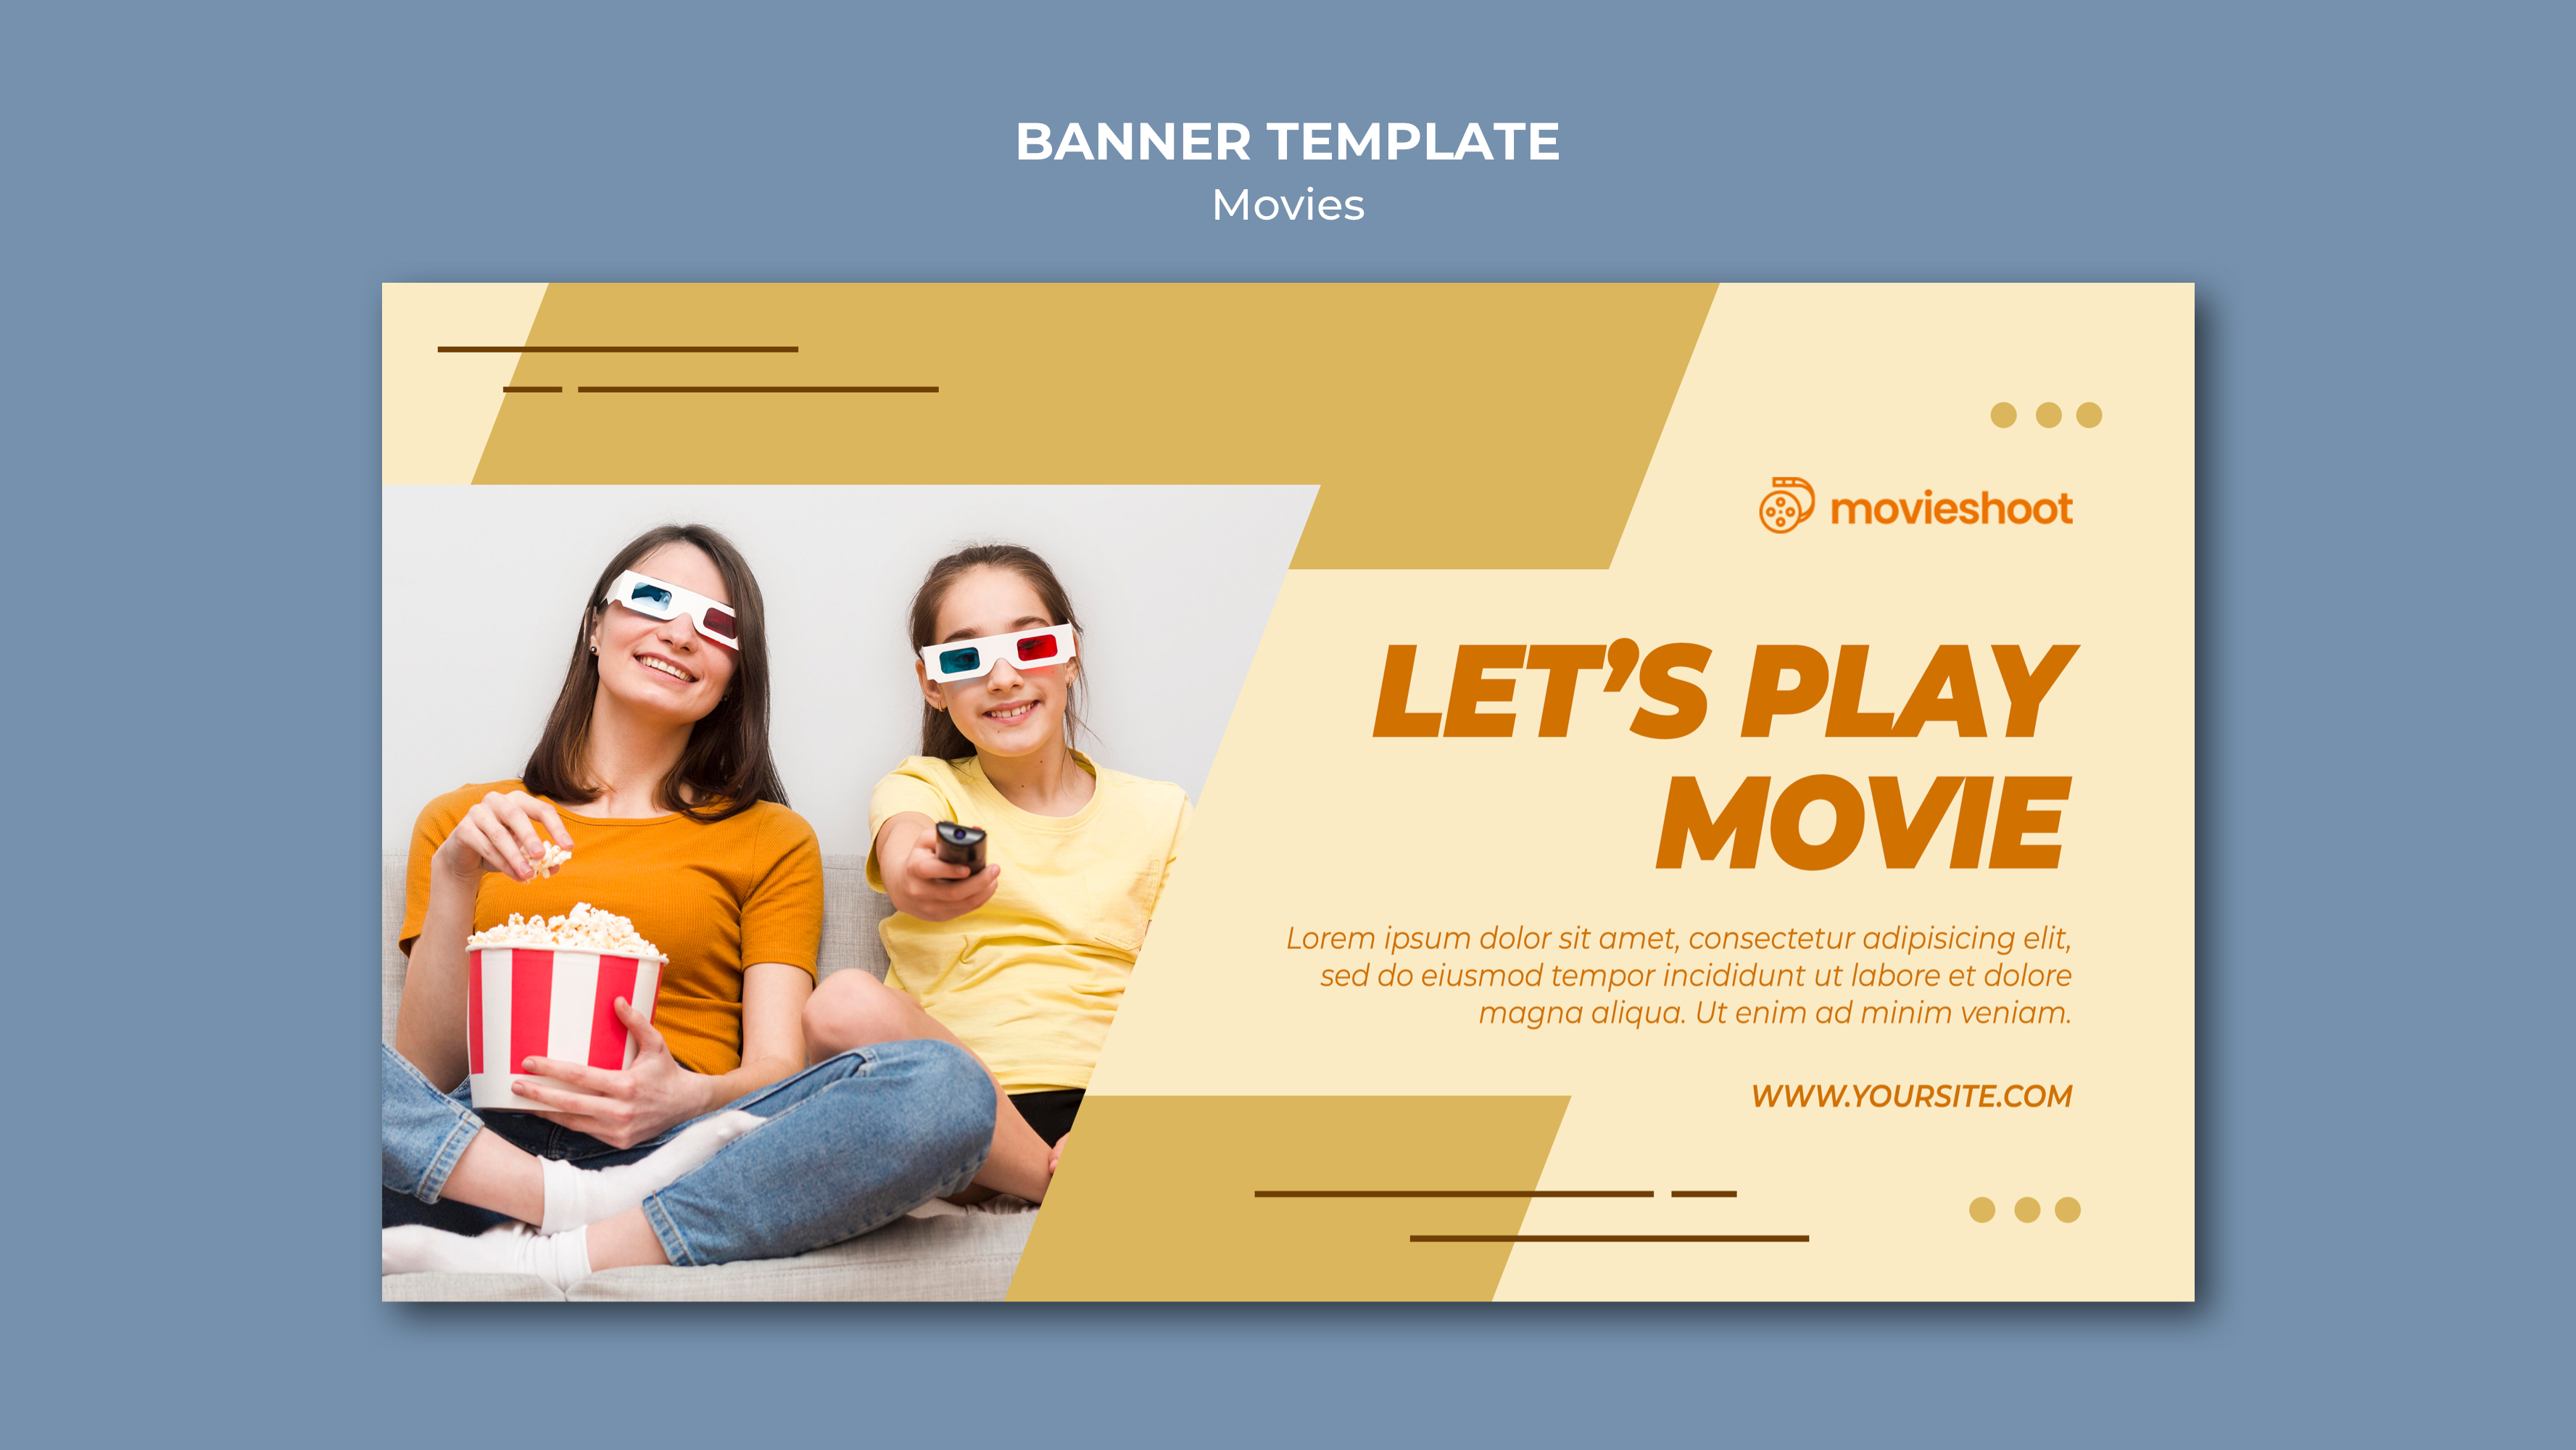 BANNER TEMPLATE
Movies
movieshoot
LET’S PLAY
MOVIE
Lorem ipsum dolor sit amet, consectetur adipisicing elit,
sed do eiusmod tempor incididunt ut labore et dolore
magna aliqua. Ut enim ad minim veniam.
WWW.YOURSITE.COM